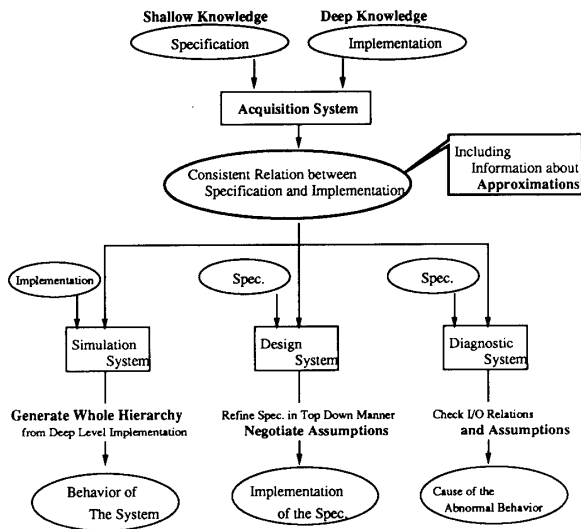 Shallow Knowledge
Deep Knowledge
Specification
Implementation
Acquisition System
Consistent Relation between
Specification and Implementation
Including
Information about
Approximations
Implementation
Spec.
Spec.
Simulation
System
Design
System
Diagnostic
System
Generate Whole Hierarchy
from Deep Level Implementation
Refine Spec. in Top Down Manner
Negotiate Assumptions
Check I/O Relations
and Assumptions
Behavior of
The System
Implementation
of the Spec.
Cause of the
Abnormal Behavior